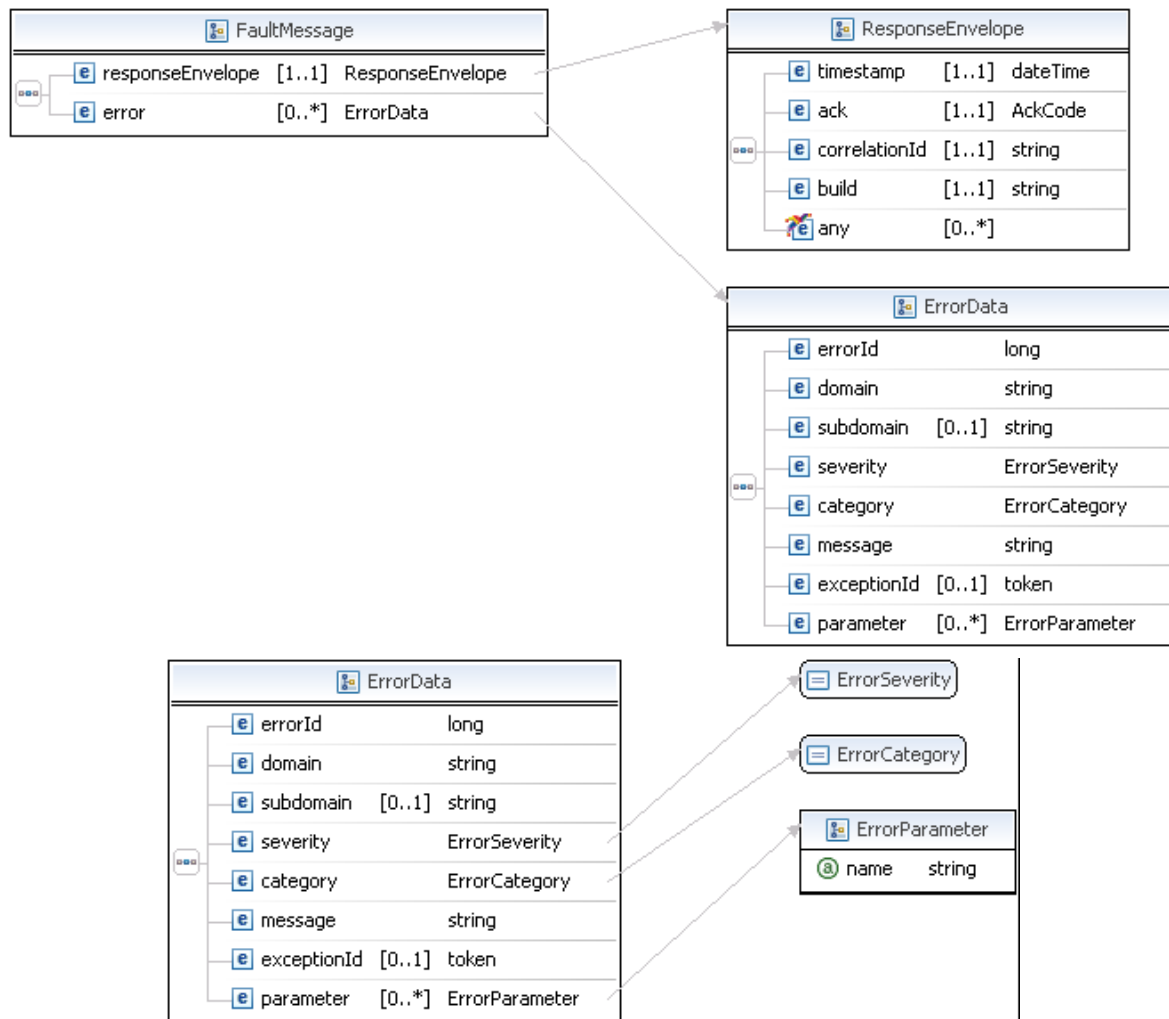 FaultMessage
e responseEnvelope [1..1] ResponseEnvelope
e error [0..*] ErrorData
ResponseEnvelope
e timestamp [1..1] dateTime
e ack [1..1] AckCode
e correlationId [1..1] string
e build [1..1] string
e any [0..*]
ErrorData
e errorId long
e domain string
e subdomain [0..1] string
e severity ErrorSeverity
e category ErrorCategory
e message string
e exceptionId [0..1] token
e parameter [0..*] ErrorParameter
ErrorData
e errorId long
e domain string
e subdomain [0..1] string
e severity ErrorSeverity
e category ErrorCategory
e message string
e exceptionId [0..1] token
e parameter [0..*] ErrorParameter
ErrorSeverity
ErrorCategory
ErrorParameter
a name string